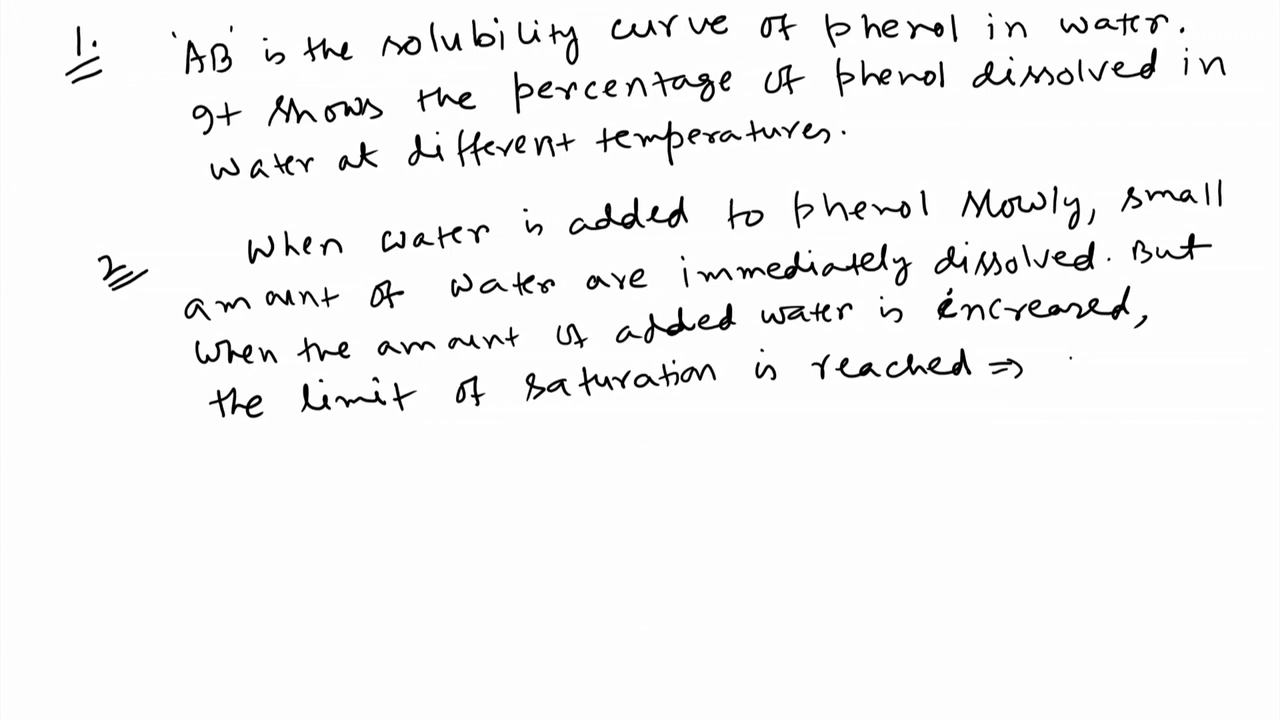 1. 'AB' is the solubility curve of phenol in water.
It shows the percentage of phenol dissolved in
water at different temperatures.
2 When water is added to phenol slowly, small
amount of water are immediately dissolved. But
when the amount of added water is increased,
the limit of saturation is reached ⇒